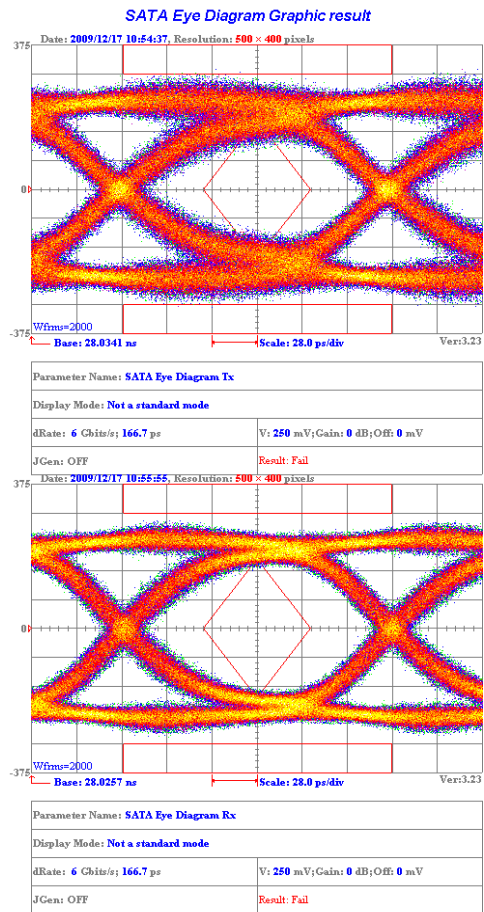 SATA Eye Diagram Graphic result
Date: 2009/12/17 10:54:37, Resolution: 500 × 400 pixels
375
0
Wfrms=2000
-375
Base: 28.0341 ns
Scale: 28.0 ps/div
Ver:3.23
Parameter Name: SATA Eye Diagram Tx
Display Mode: Not a standard mode
dRate: 6 Gbits/s; 166.7 ps
V: 250 mV;Gain: 0 dB;Off: 0 mV
JGen: OFF
Result: Fail
Date: 2009/12/17 10:55:55, Resolution: 500 × 400 pixels
375
0
Wfrms=2000
-375
Base: 28.0257 ns
Scale: 28.0 ps/div
Ver:3.23
Parameter Name: SATA Eye Diagram Rx
Display Mode: Not a standard mode
dRate: 6 Gbits/s; 166.7 ps
V: 250 mV;Gain: 0 dB;Off: 0 mV
JGen: OFF
Result: Fail